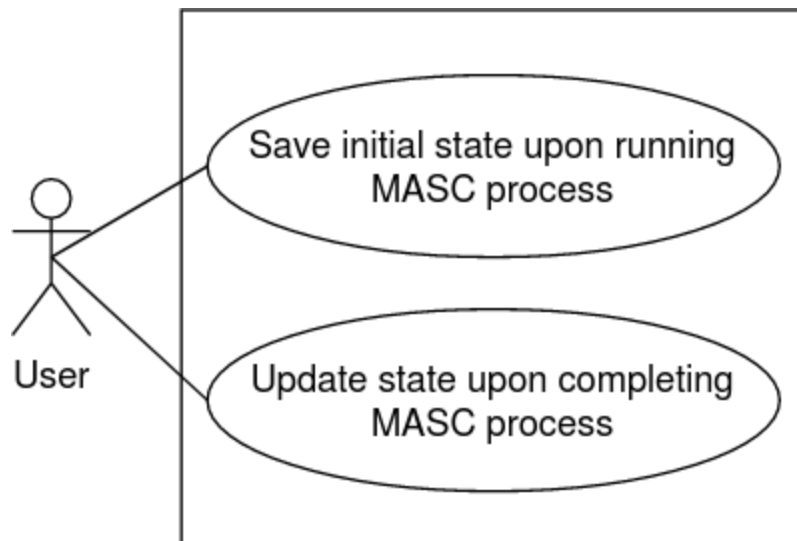 Save initial state upon running
MASC process
User
Update state upon completing
MASC process